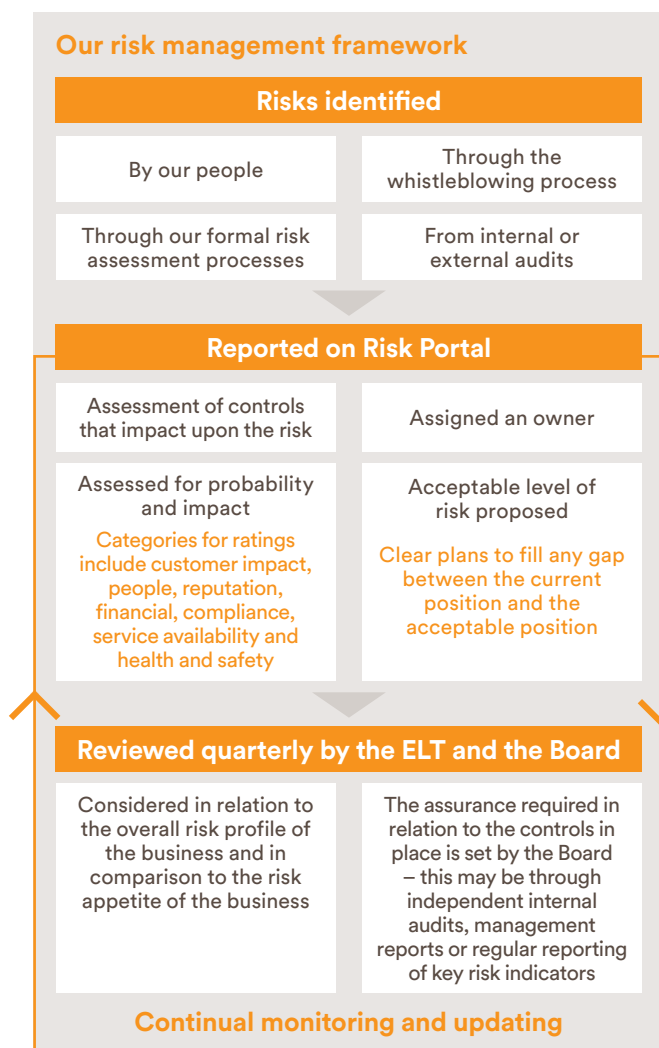 Our risk management framework
Risks identified
By our people
Through the
whistleblowing process
Through our formal risk
assessment processes
From internal or
external audits
Reported on Risk Portal
Assessment of controls
that impact upon the risk
Assigned an owner
Assessed for probability
and impact
Categories for ratings
include customer impact,
people, reputation,
financial, compliance,
service availability and
health and safety
Acceptable level of
risk proposed
Clear plans to fill any gap
between the current
position and the
acceptable position
Reviewed quarterly by the ELT and the Board
Considered in relation to
the overall risk profile of
the business and in
comparison to the risk
appetite of the business
The assurance required in
relation to the controls in
place is set by the Board
– this may be through
independent internal
audits, management
reports or regular reporting
of key risk indicators
Continual monitoring and updating